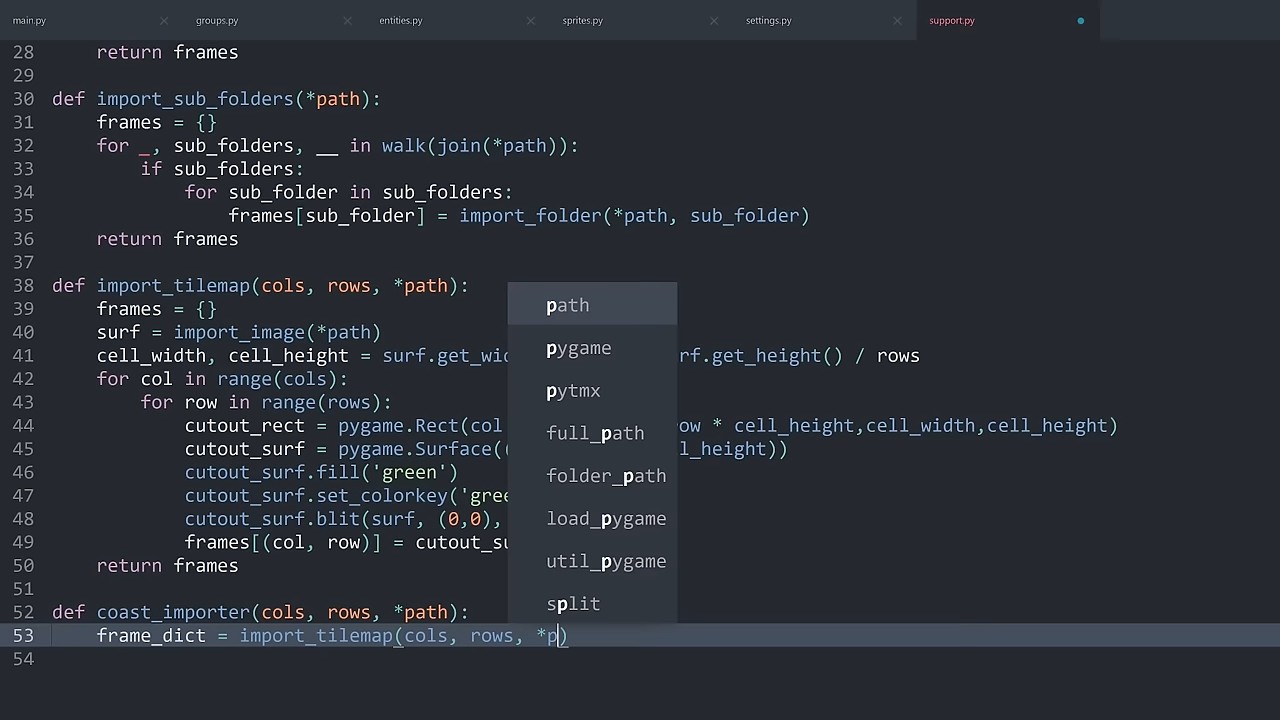 main.py groups.py entities.py sprites.py settings.py support.py
28 return frames
29
30 def import_sub_folders(*path):
31 frames = {}
32 for _, sub_folders, __ in walk(join(*path)):
33 if sub_folders:
34 for sub_folder in sub_folders:
35 frames[sub_folder] = import_folder(*path, sub_folder)
36 return frames
37
38 def import_tilemap(cols, rows, *path):
39 frames = {}
40 surf = import_image(*path)
41 cell_width, cell_height = surf.get_wid rf.get_height() / rows
42 for col in range(cols):
43 for row in range(rows):
44 cutout_rect = pygame.Rect(col ow * cell_height,cell_width,cell_height)
45 cutout_surf = pygame.Surface(( l_height))
46 cutout_surf.fill('green')
47 cutout_surf.set_colorkey('gree
48 cutout_surf.blit(surf, (0,0),
49 frames[(col, row)] = cutout_su
50 return frames
51
52 def coast_importer(cols, rows, *path):
53 frame_dict = import_tilemap(cols, rows, *p)
54
path
pygame
pytmx
full_path
folder_path
load_pygame
util_pygame
split